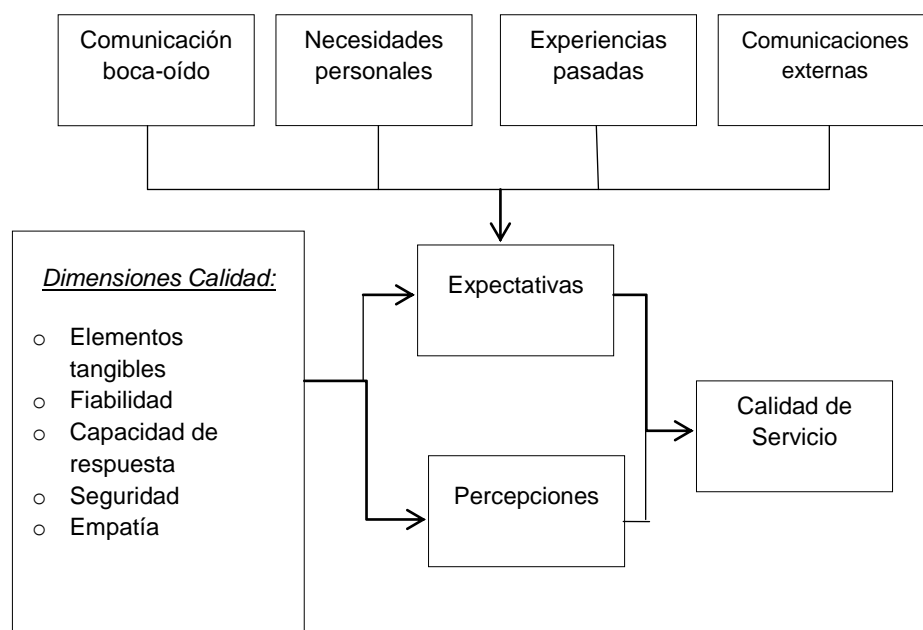 Comunicación
boca-oído
Necesidades
personales
Experiencias
pasadas
Comunicaciones
externas
Dimensiones Calidad:
o Elementos
tangibles
o Fiabilidad
o Capacidad de
respuesta
o Seguridad
o Empatía
Expectativas
Percepciones
Calidad de
Servicio